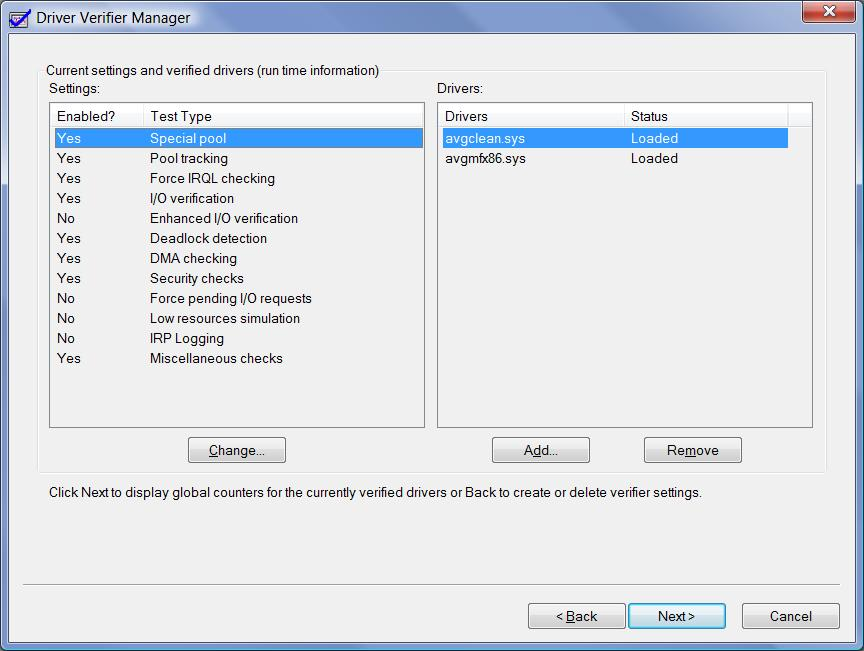 Driver Verifier Manager
Current settings and verified drivers (run time information)
Settings:
Drivers:
Enabled? Test Type
Drivers Status
Yes Special pool
avgclean.sys Loaded
Yes Pool tracking
avgmfx86.sys Loaded
Yes Force IRQL checking
Yes I/O verification
No Enhanced I/O verification
Yes Deadlock detection
Yes DMA checking
Yes Security checks
No Force pending I/O requests
No Low resources simulation
No IRP Logging
Yes Miscellaneous checks
Change... Add... Remove
Click Next to display global counters for the currently verified drivers or Back to create or delete verifier settings.
< Back Next > Cancel